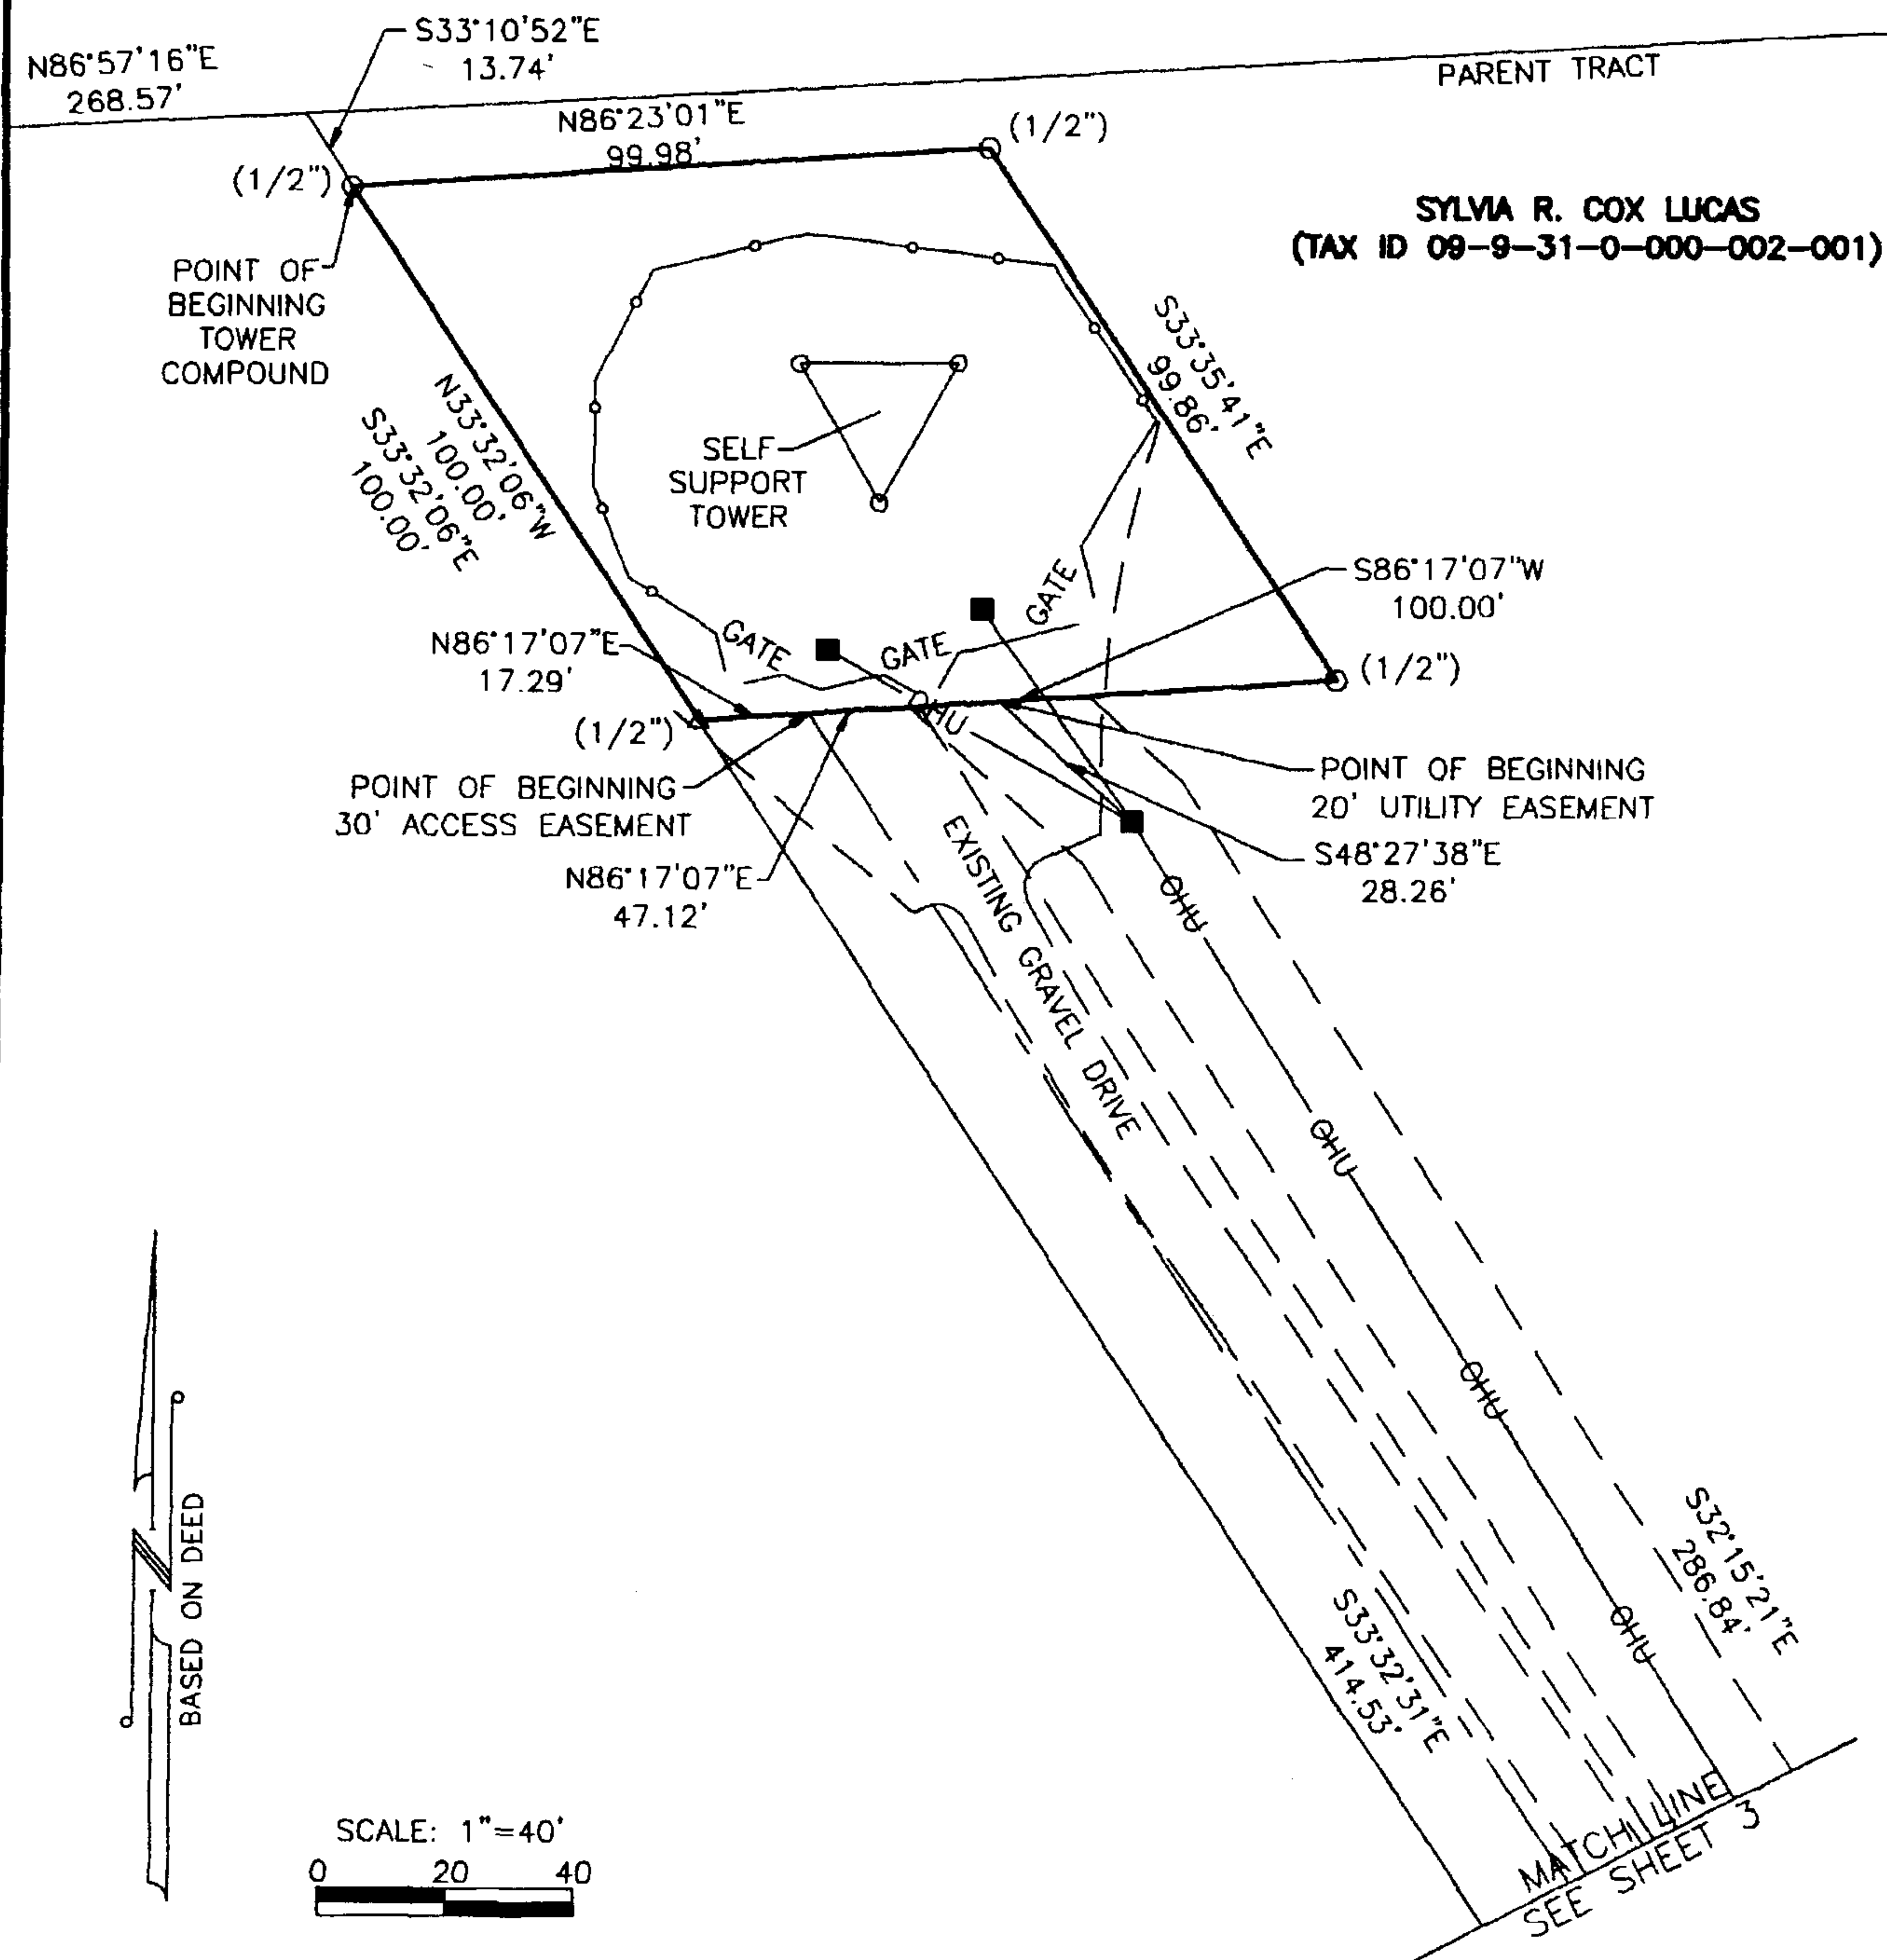 S33°10'52"E
13.74'
N86°57'16"E
268.57'
PARENT TRACT
N86°23'01"E
99.98'
(1/2")
(1/2")
SYLVIA R. COX LUCAS
(TAX ID 09-9-31-0-000-002-001)
POINT OF
BEGINNING
TOWER
COMPOUND
S33°35'41"E
99.86'
N33°32'06"W
100.00'
S33°32'06"E
100.00'
SELF
SUPPORT
TOWER
GATE
S86°17'07"W
100.00'
GATE
GATE
N86°17'07"E
17.29'
(1/2")
(1/2")
OHU
POINT OF BEGINNING
30' ACCESS EASEMENT
POINT OF BEGINNING
20' UTILITY EASEMENT
N86°17'07"E
47.12'
S48°27'38"E
28.26'
EXISTING GRAVEL DRIVE
OHU
OHU
OHU
OHU
S32°15'21"E
286.84'
S33°32'31"E
414.53'
BASED ON DEED
MATCH LINE
SEE SHEET 3
SCALE: 1"=40'
0 20 40